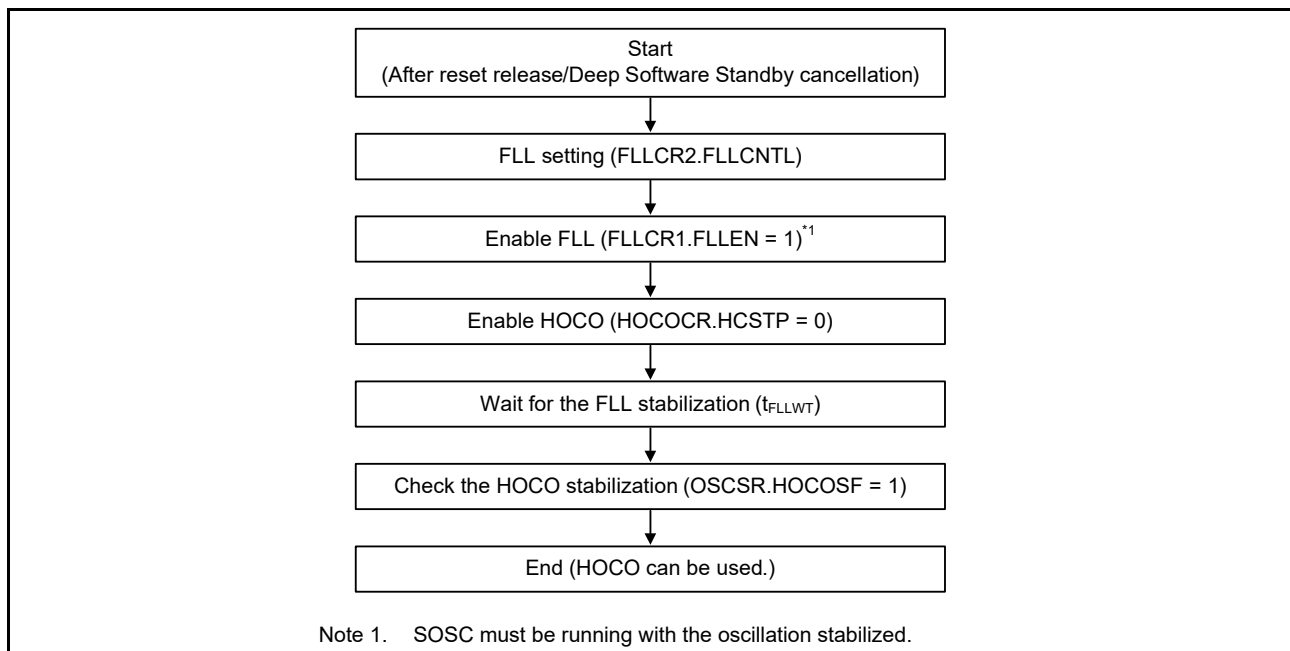 Start
(After reset release/Deep Software Standby cancellation)
FLL setting (FLLCR2.FLLCNTL)
Enable FLL (FLLCR1.FLLEN = 1)*1
Enable HOCO (HOCOCR.HCSTP = 0)
Wait for the FLL stabilization (tFLLWT)
Check the HOCO stabilization (OSCSR.HOCOSF = 1)
End (HOCO can be used.)
Note 1. SOSC must be running with the oscillation stabilized.